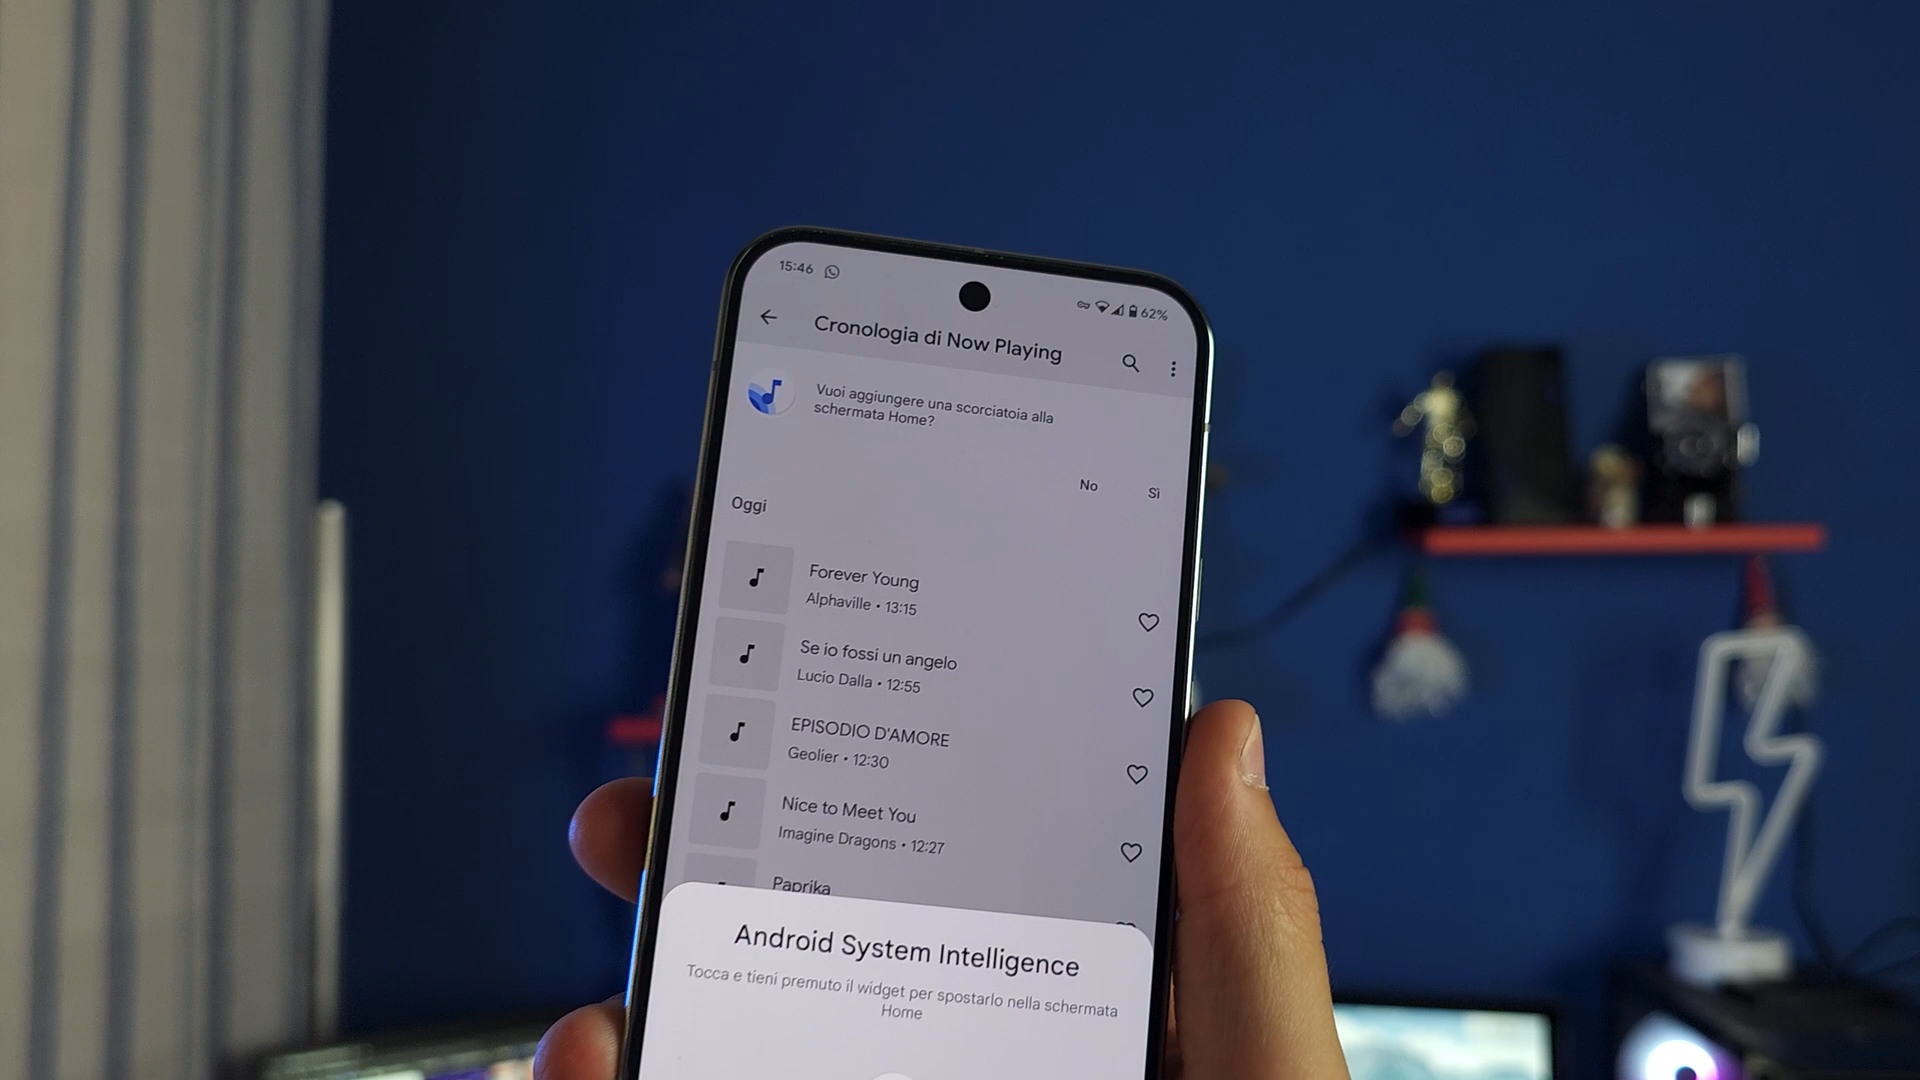 15:46
62%
Cronologia di Now Playing
Vuoi aggiungere una scorciatoia alla
schermata Home?
No
Sì
Oggi
Forever Young
Alphaville • 13:15
Se io fossi un angelo
Lucio Dalla • 12:55
EPISODIO D'AMORE
Geolier • 12:30
Nice to Meet You
Imagine Dragons • 12:27
Paprika
Android System Intelligence
Tocca e tieni premuto il widget per spostarlo nella schermata
Home